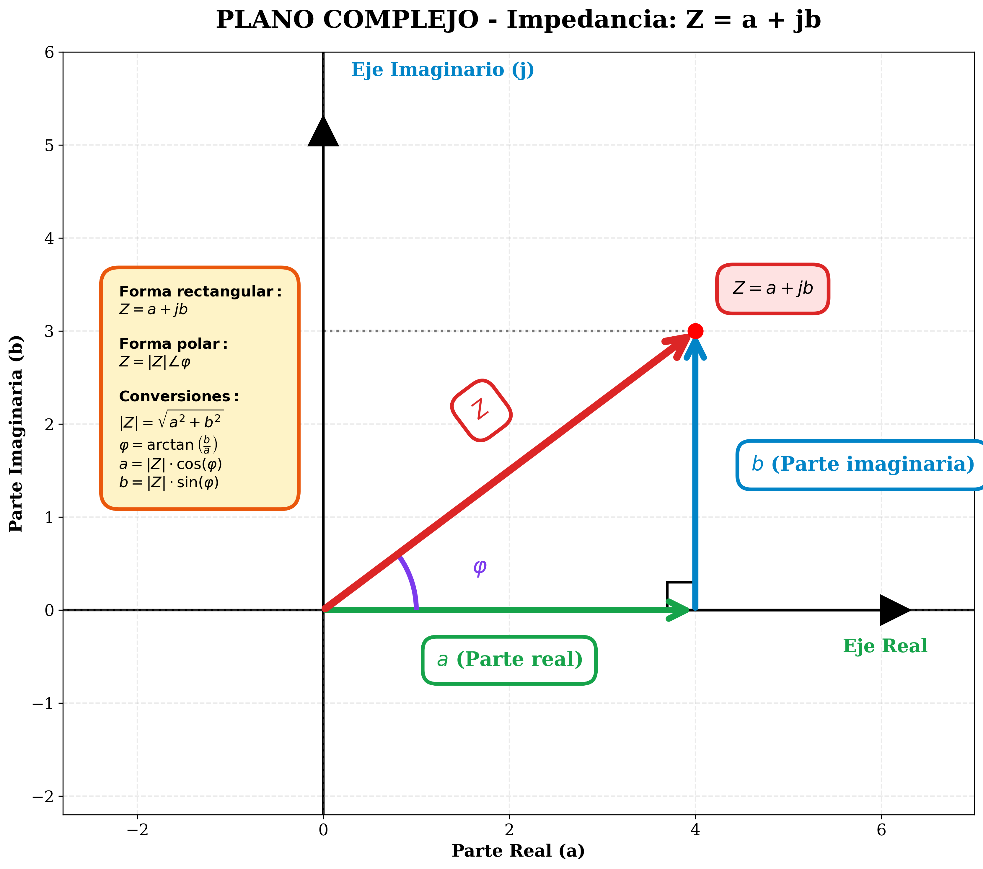 PLANO COMPLEJO - Impedancia: Z = a + jb
Eje Imaginario (j)
6
5
4
3
2
1
0
−1
−2
Parte Imaginaria (b)
Forma rectangular:
Z = a + jb
Forma polar:
Z = |Z|∠φ
Conversiones:
|Z| = √(a² + b²)
φ = arctan (b/a)
a = |Z| · cos(φ)
b = |Z| · sin(φ)
Z = a + jb
Z
b (Parte imaginaria)
φ
a (Parte real)
Eje Real
−2 0 2 4 6
Parte Real (a)